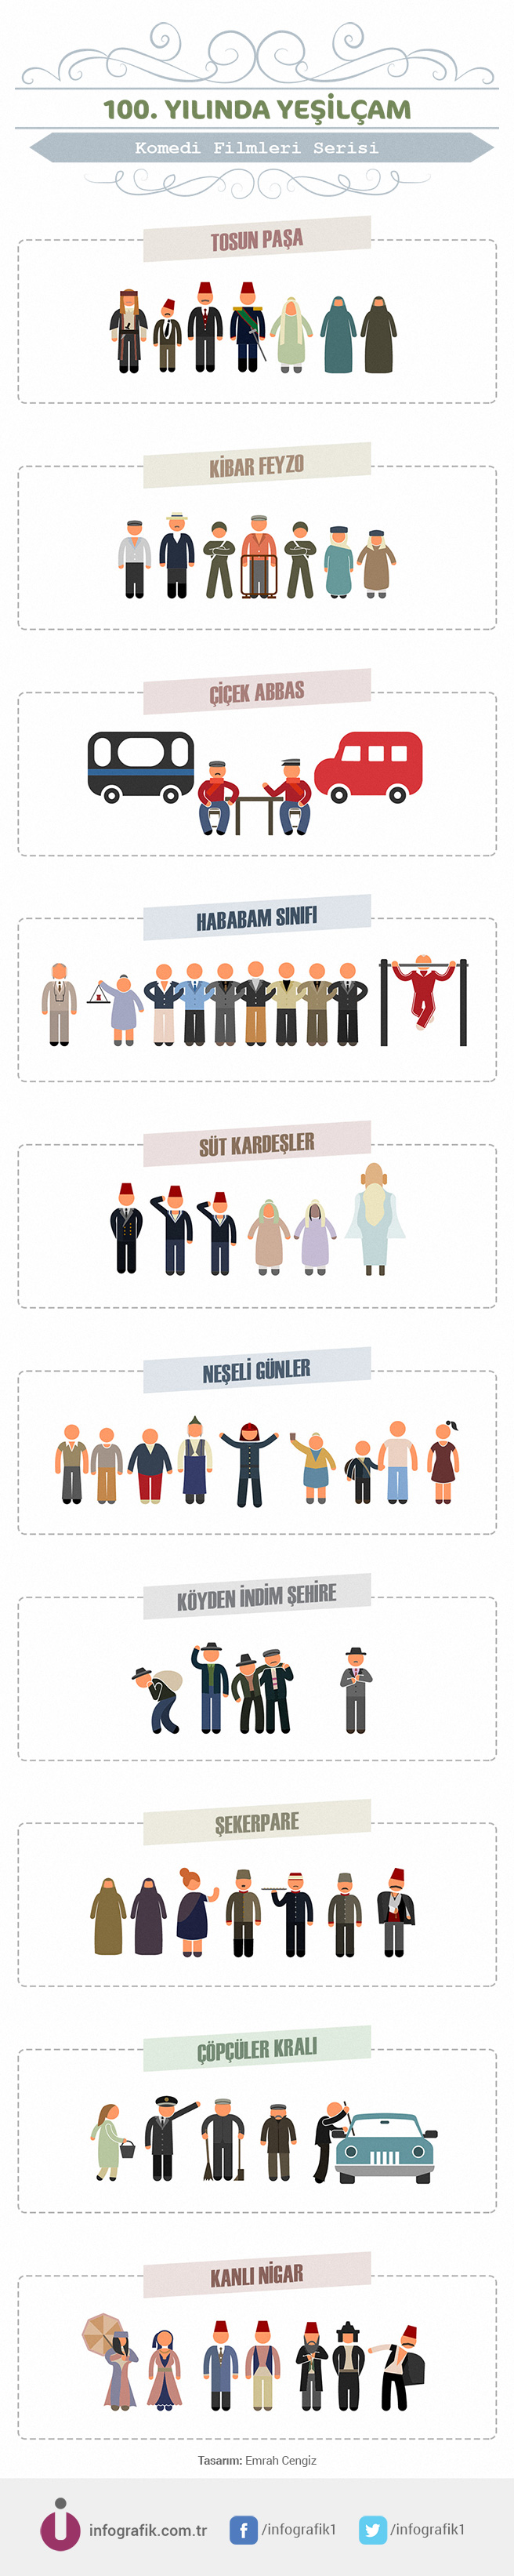 100. YILINDA YEŞİLÇAM
Komedi Filmleri Serisi
TOSUN PAŞA
KİBAR FEYZO
ÇİÇEK ABBAS
HABABAM SINIFI
SÜT KARDEŞLER
NEŞELİ GÜNLER
KÖYDEN İNDİM ŞEHİRE
ŞEKERPARE
ÇÖPÇÜLER KRALI
KANLI NİGAR
Tasarım: Emrah Cengiz
infografik.com.tr /infografik1 /infografik1